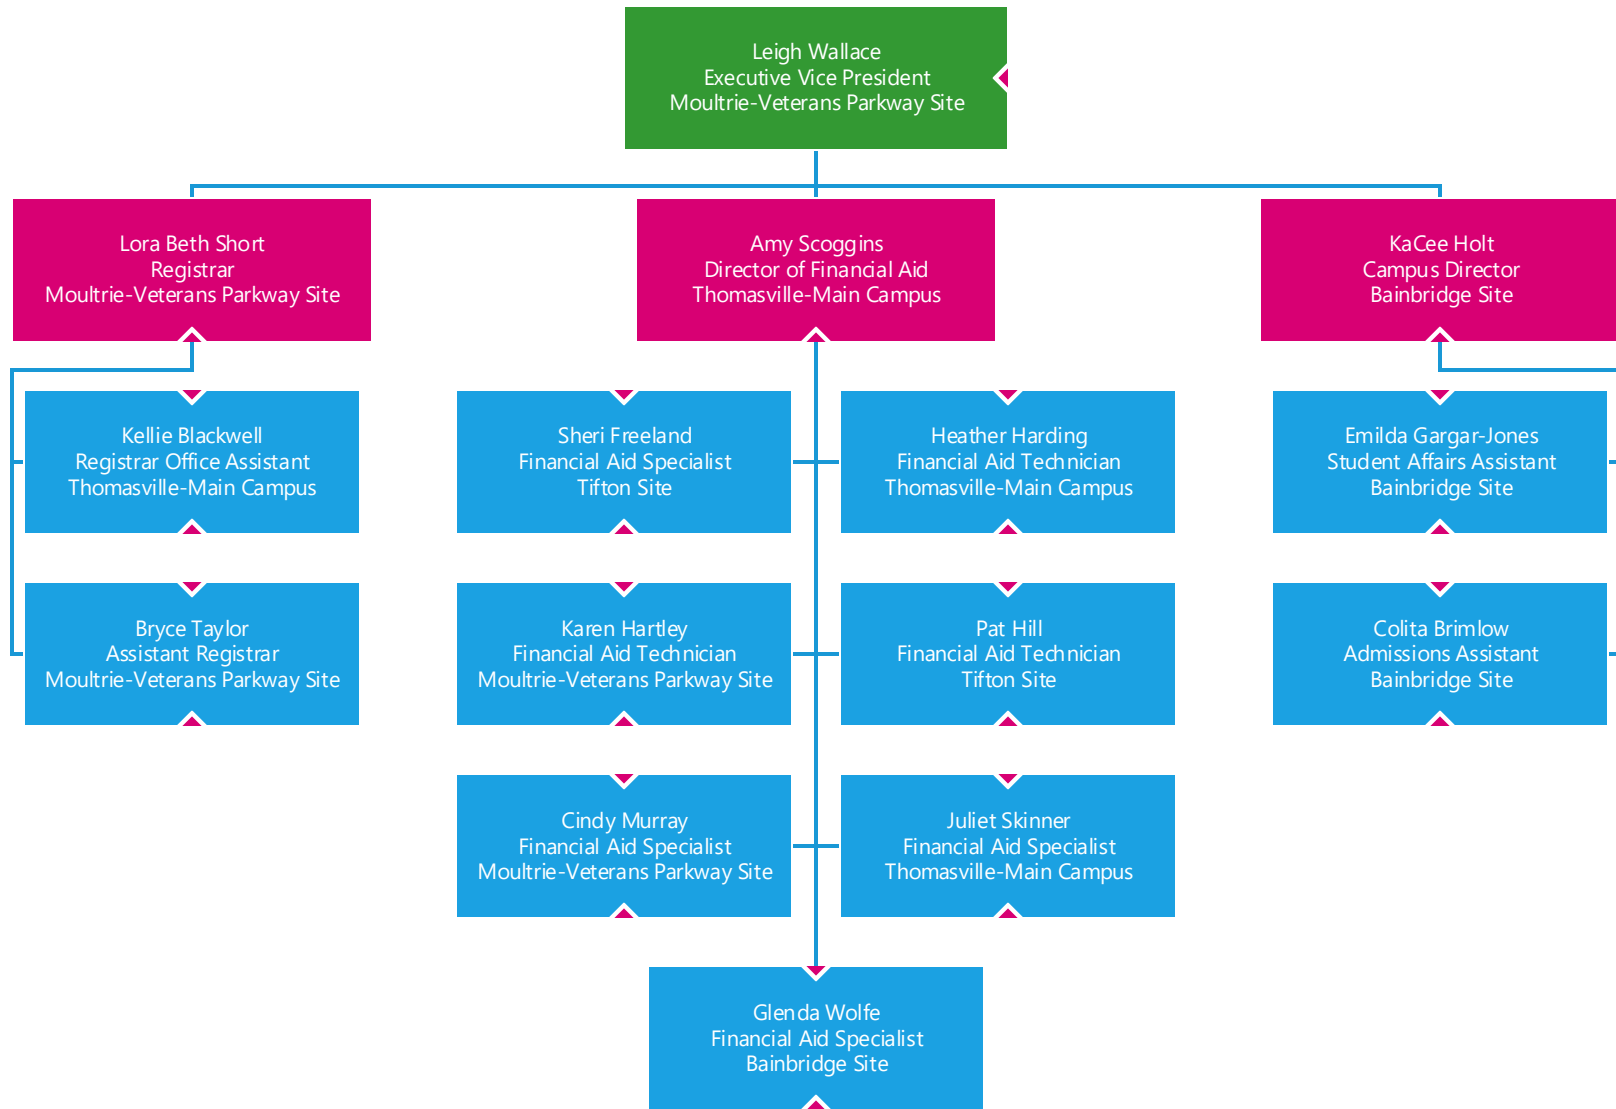 Leigh Wallace
Executive Vice President
Moultrie-Veterans Parkway Site
Lora Beth Short
Registrar
Moultrie-Veterans Parkway Site
Amy Scoggins
Director of Financial Aid
Thomasville-Main Campus
KaCee Holt
Campus Director
Bainbridge Site
Kellie Blackwell
Registrar Office Assistant
Thomasville-Main Campus
Sheri Freeland
Financial Aid Specialist
Tifton Site
Heather Harding
Financial Aid Technician
Thomasville-Main Campus
Emilda Gargar-Jones
Student Affairs Assistant
Bainbridge Site
Bryce Taylor
Assistant Registrar
Moultrie-Veterans Parkway Site
Karen Hartley
Financial Aid Technician
Moultrie-Veterans Parkway Site
Pat Hill
Financial Aid Technician
Tifton Site
Colita Brimlow
Admissions Assistant
Bainbridge Site
Cindy Murray
Financial Aid Specialist
Moultrie-Veterans Parkway Site
Juliet Skinner
Financial Aid Specialist
Thomasville-Main Campus
Glenda Wolfe
Financial Aid Specialist
Bainbridge Site